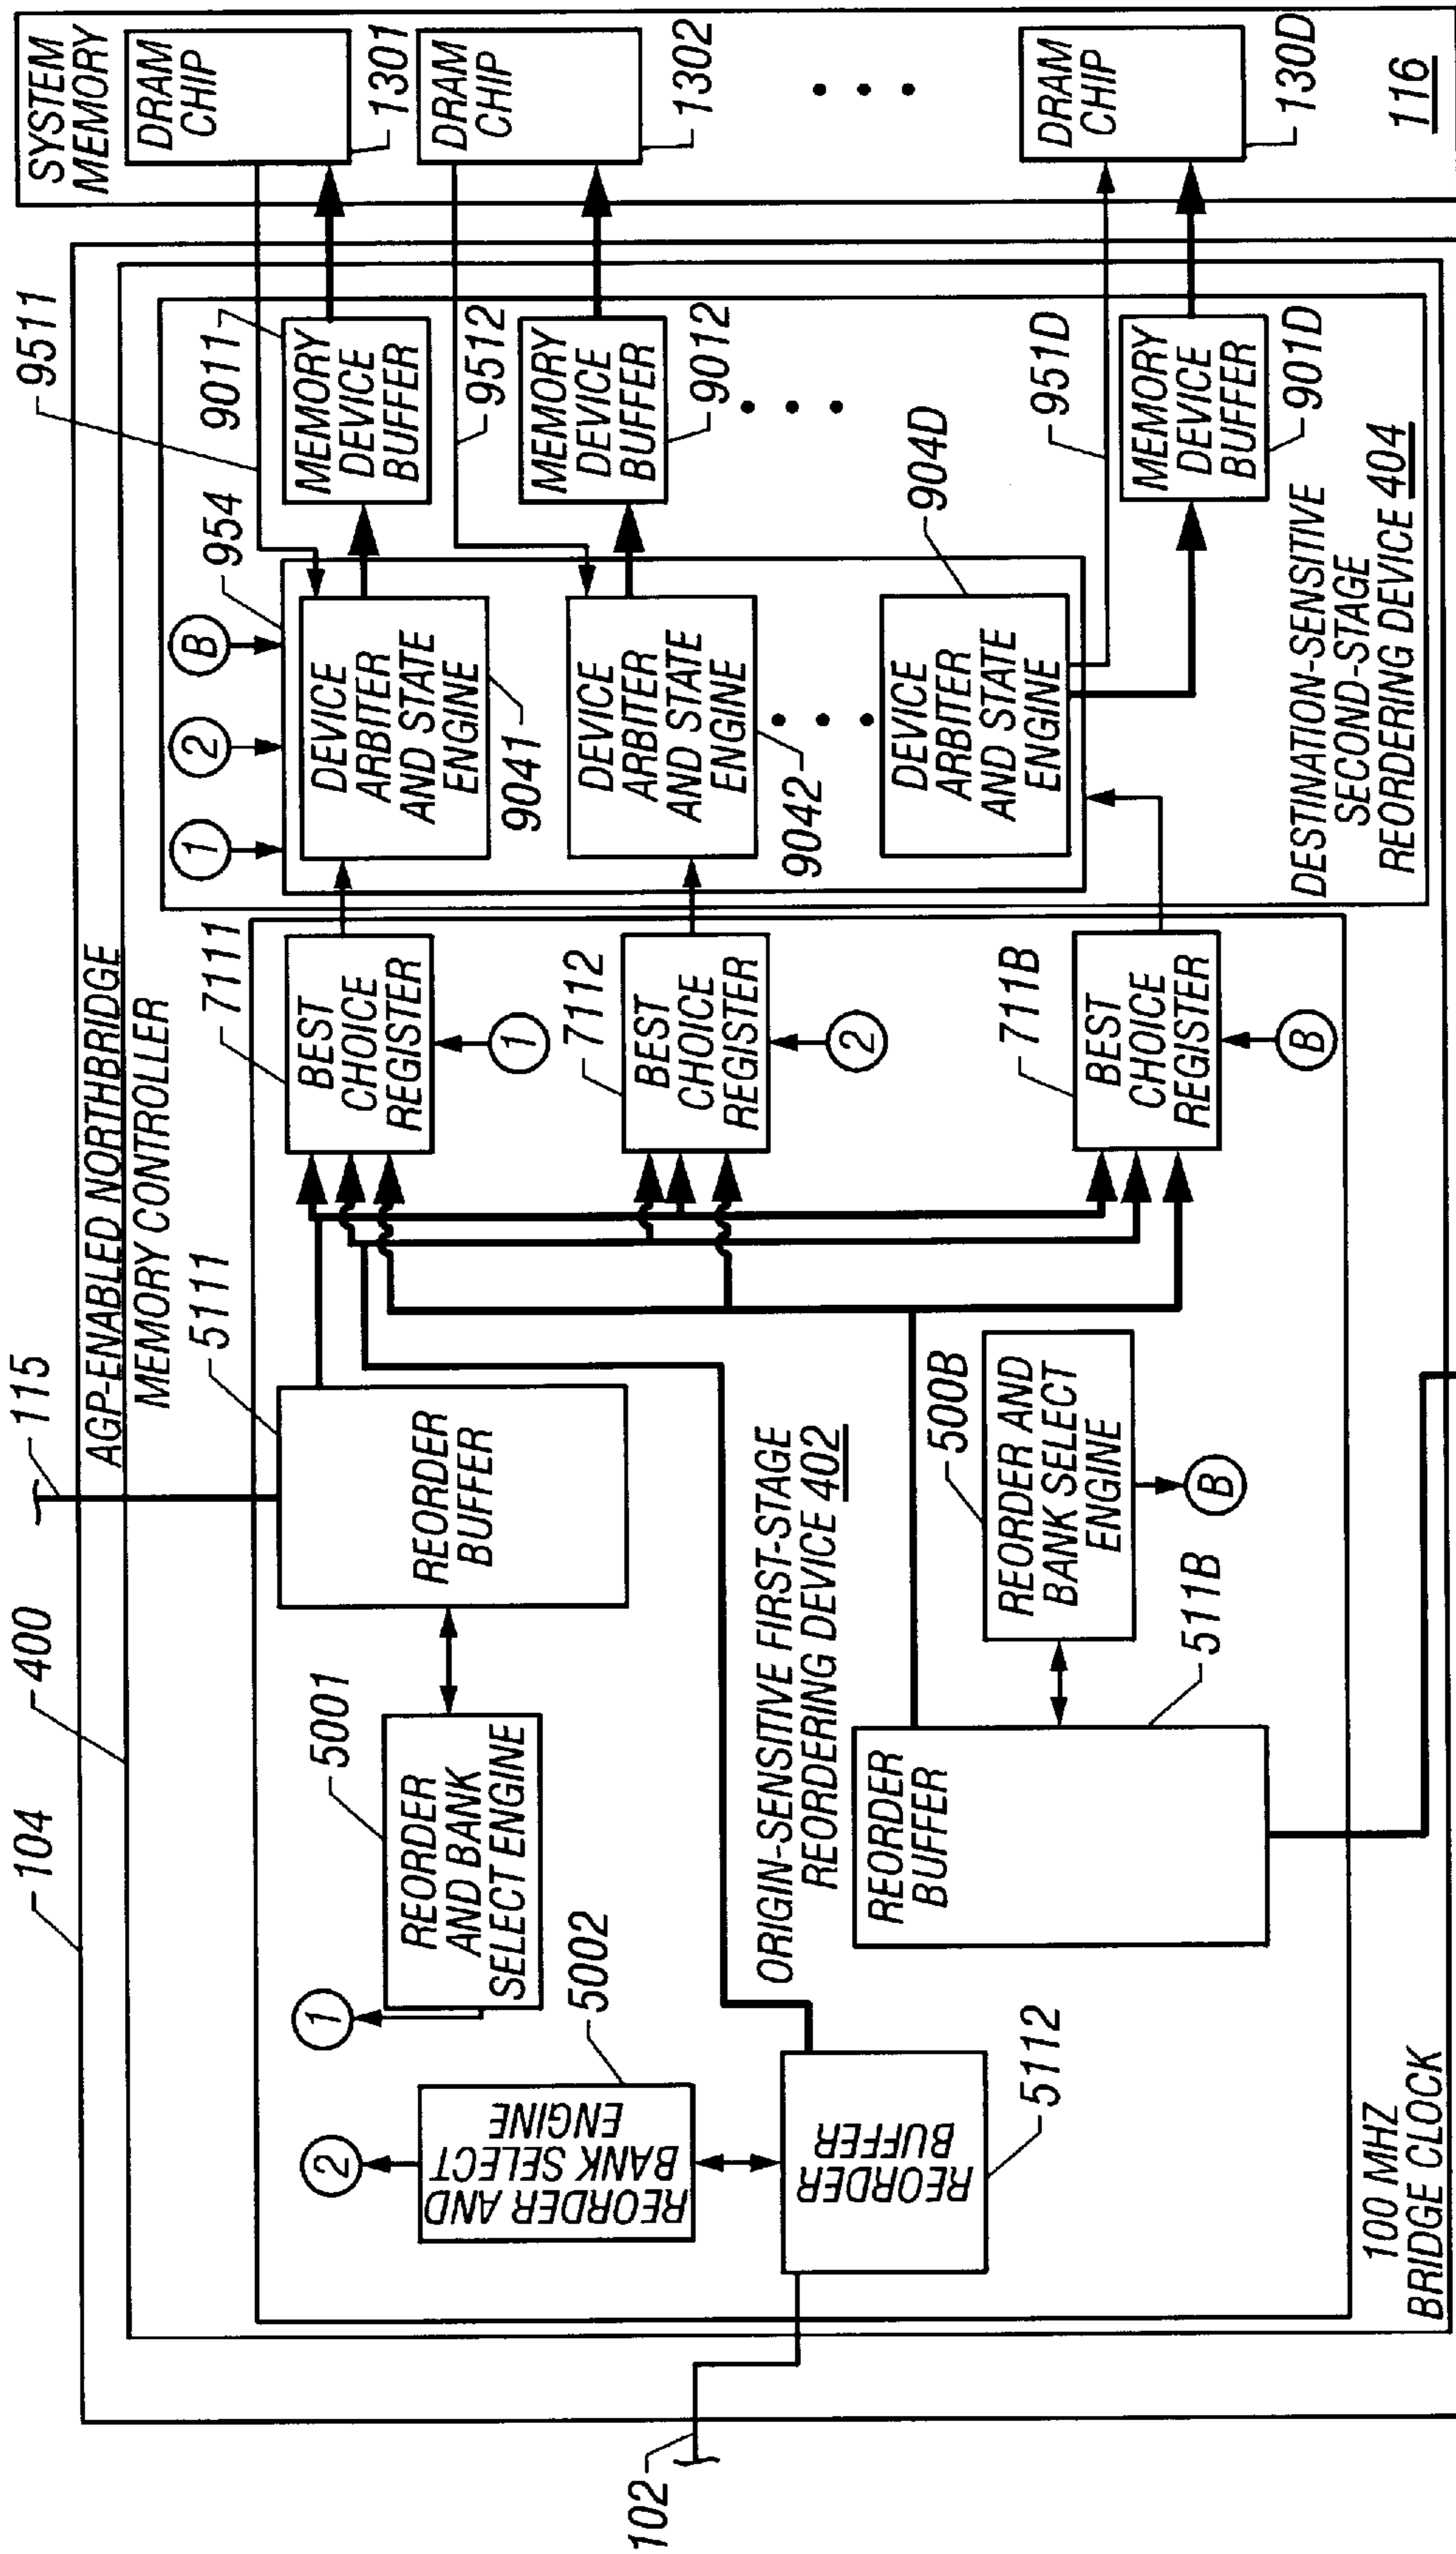 104
400
115
AGP-ENABLED NORTHBRIDGE
MEMORY CONTROLLER
5111
REORDER
BUFFER
5001
REORDER
AND BANK
SELECT ENGINE
1
5002
REORDER AND
BANK SELECT
ENGINE
2
REORDER
BUFFER
5112
102
ORIGIN-SENSITIVE FIRST-STAGE
REORDERING DEVICE 402
500B
REORDER AND
BANK SELECT
ENGINE
B
REORDER
BUFFER
511B
100 MHZ
BRIDGE CLOCK
7111
BEST
CHOICE
REGISTER
1
7112
BEST
CHOICE
REGISTER
2
711B
BEST
CHOICE
REGISTER
B
1
2
B
954
DEVICE
ARBITER
AND STATE
ENGINE
9041
DEVICE
ARBITER
AND STATE
ENGINE
9042
DEVICE
ARBITER
AND STATE
ENGINE
904D
9511
9011
MEMORY
DEVICE
BUFFER
9512
MEMORY
DEVICE
BUFFER
9012
951D
MEMORY
DEVICE
BUFFER
901D
DESTINATION-SENSITIVE
SECOND-STAGE
REORDERING DEVICE 404
SYSTEM
MEMORY
DRAM
CHIP
1301
DRAM
CHIP
1302
DRAM
CHIP
130D
116